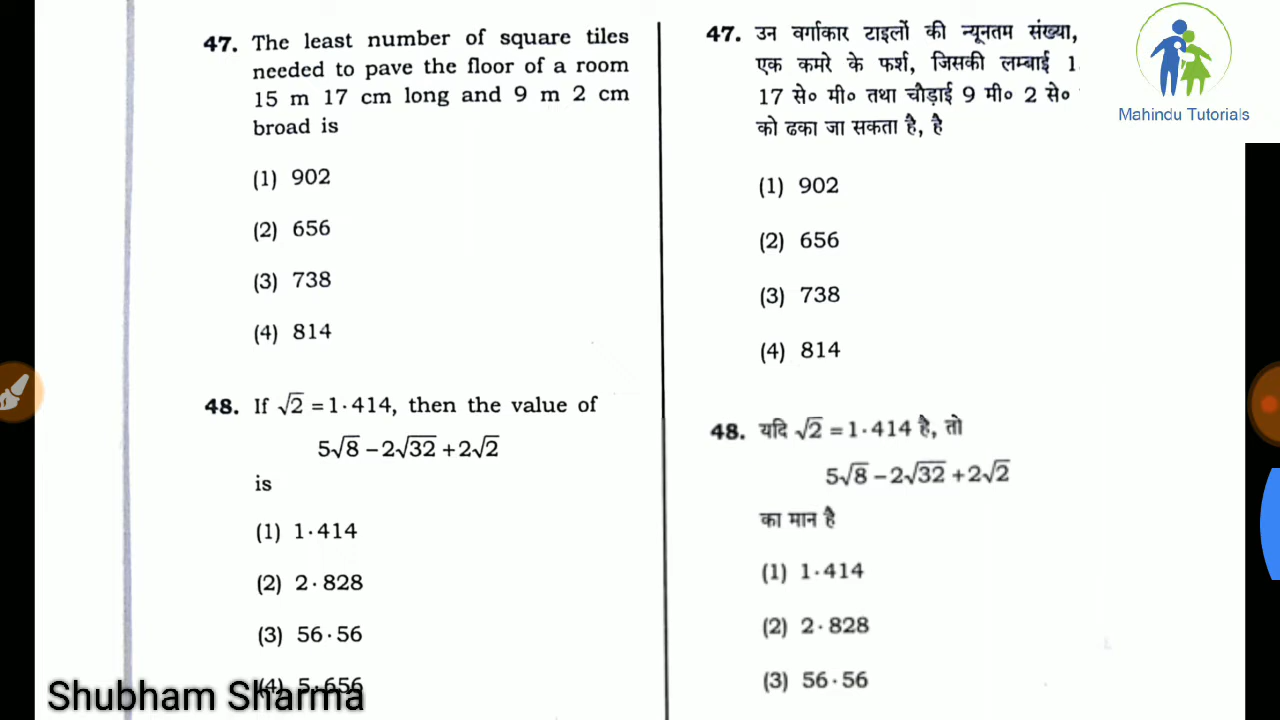 47. The least number of square tiles
needed to pave the floor of a room
15 m 17 cm long and 9 m 2 cm
broad is
(1) 902
(2) 656
(3) 738
(4) 814
48. If √2 = 1·414, then the value of
5√8 – 2√32 + 2√2
is
(1) 1·414
(2) 2·828
(3) 56·56
(4) 5·656
47. उन वर्गाकार टाइलों की न्यूनतम संख्या,
एक कमरे के फर्श, जिसकी लम्बाई 1
17 से० मी० तथा चौड़ाई 9 मी० 2 से०
को ढका जा सकता है, है
(1) 902
(2) 656
(3) 738
(4) 814
48. यदि √2 = 1·414 है, तो
5√8 – 2√32 + 2√2
का मान है
(1) 1·414
(2) 2·828
(3) 56·56
Mahindu Tutorials
Shubham Sharma